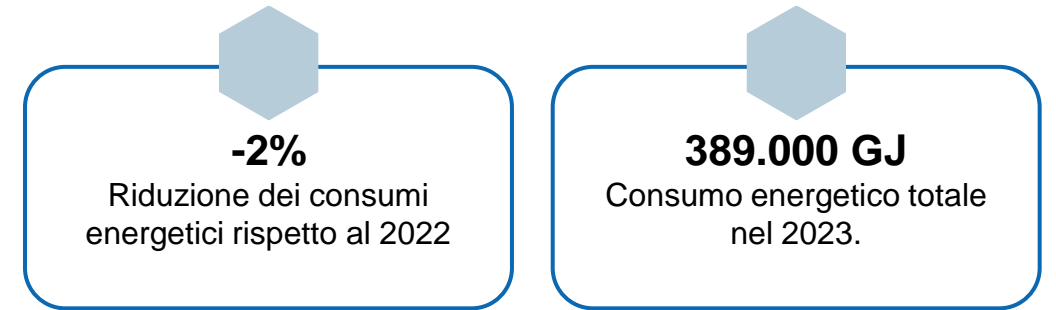 -2%
Riduzione dei consumi
energetici rispetto al 2022
389.000 GJ
Consumo energetico totale
nel 2023.